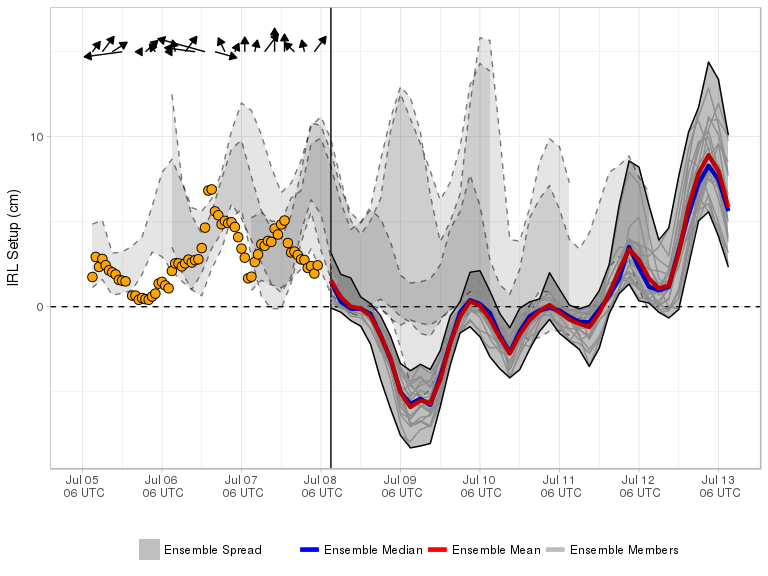 IRL Setup (cm)
10
0
Jul 05 Jul 06 Jul 07 Jul 08 Jul 09 Jul 10 Jul 11 Jul 12 Jul 13
06 UTC 06 UTC 06 UTC 06 UTC 06 UTC 06 UTC 06 UTC 06 UTC 06 UTC
Ensemble Spread Ensemble Median Ensemble Mean Ensemble Members